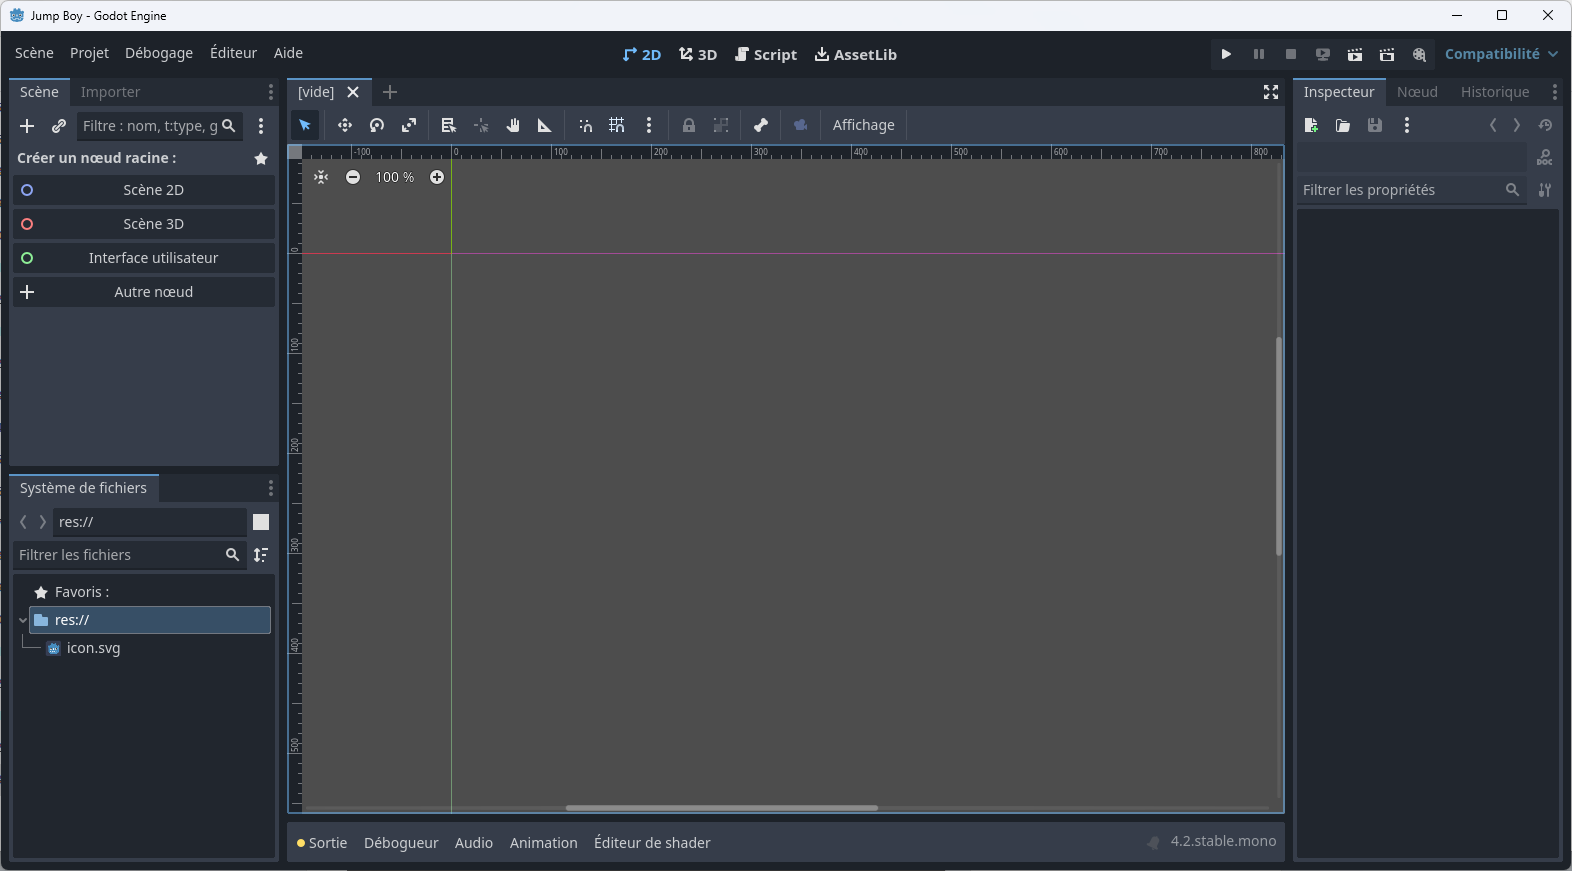 Jump Boy - Godot Engine
Scène Projet Débogage Éditeur Aide
2D 3D Script AssetLib
Compatibilité
Scène Importer
Filtre : nom, t:type, g
Créer un nœud racine :
Scène 2D
Scène 3D
Interface utilisateur
Autre nœud
Système de fichiers
res://
Filtrer les fichiers
Favoris :
res://
icon.svg
[vide]
Affichage
-100 0 100 200 300 400 500 600 700 800
100 %
0
100
200
300
400
500
Sortie Débogueur Audio Animation Éditeur de shader
4.2.stable.mono
Inspecteur Nœud Historique
DOC
Filtrer les propriétés